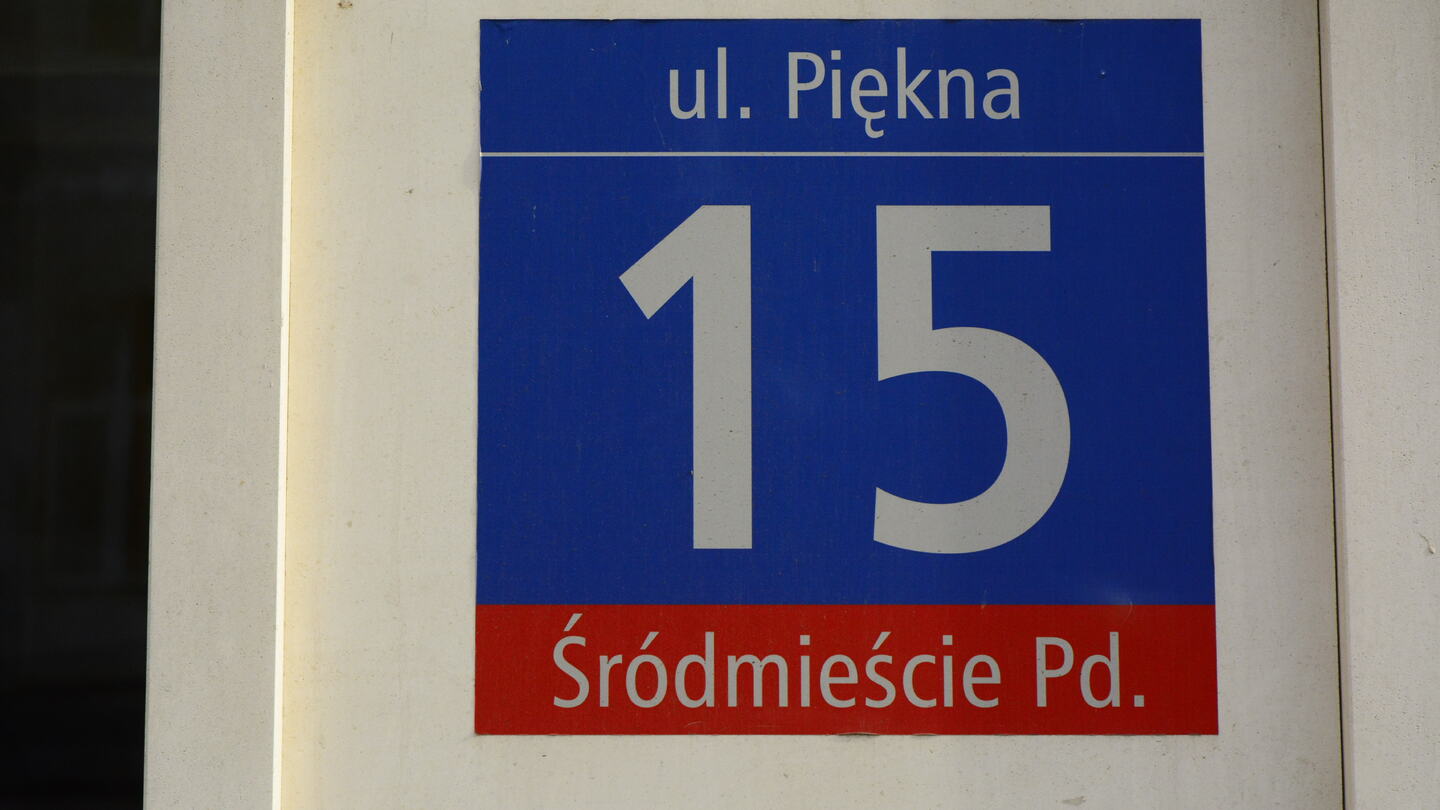 ul. Piękna
15
Śródmieście Pd.